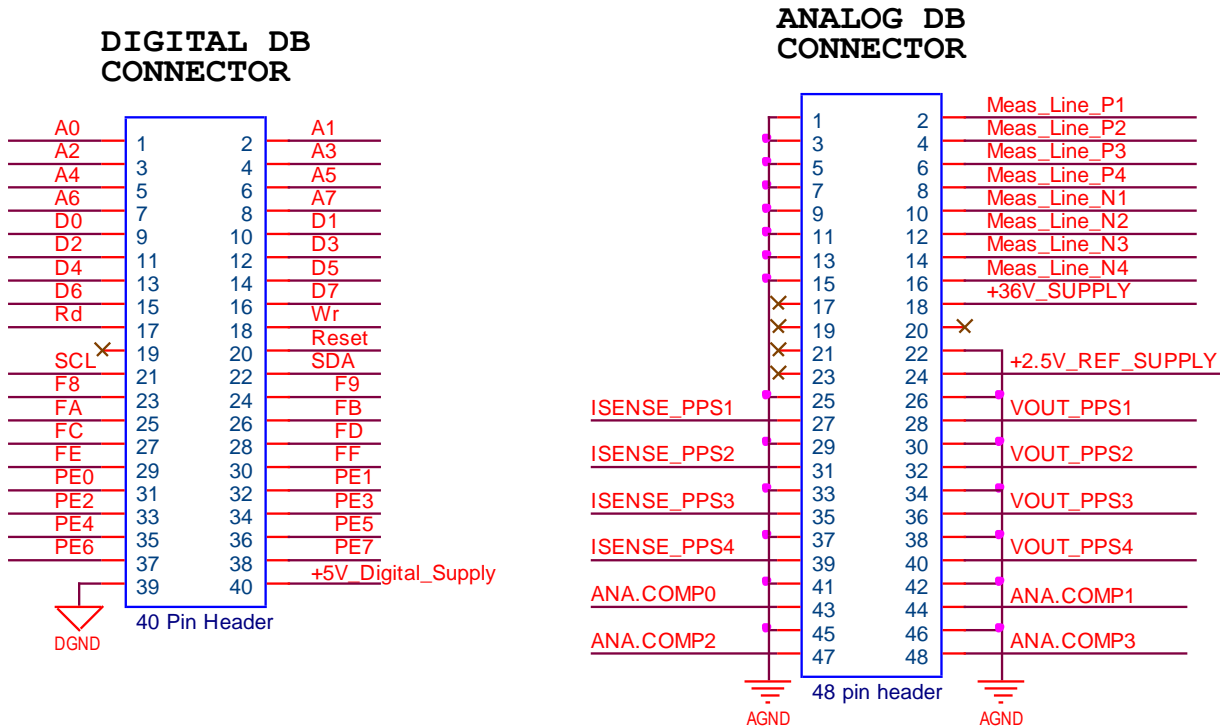 DIGITAL DB
CONNECTOR
A0 1 2 A1
A2 3 4 A3
A4 5 6 A5
A6 7 8 A7
D0 9 10 D1
D2 11 12 D3
D4 13 14 D5
D6 15 16 D7
Rd 17 18 Wr
19 20 Reset
SCL 21 22 SDA
F8 23 24 F9
FA 25 26 FB
FC 27 28 FD
FE 29 30 FF
PE0 31 32 PE1
PE2 33 34 PE3
PE4 35 36 PE5
PE6 37 38 PE7
39 40 +5V_Digital_Supply
DGND
40 Pin Header
ANALOG DB
CONNECTOR
1 2 Meas_Line_P1
3 4 Meas_Line_P2
5 6 Meas_Line_P3
7 8 Meas_Line_P4
9 10 Meas_Line_N1
11 12 Meas_Line_N2
13 14 Meas_Line_N3
15 16 Meas_Line_N4
17 18 +36V_SUPPLY
19 20
21 22
23 24 +2.5V_REF_SUPPLY
25 26
ISENSE_PPS1 27 28 VOUT_PPS1
29 30
ISENSE_PPS2 31 32 VOUT_PPS2
33 34
ISENSE_PPS3 35 36 VOUT_PPS3
37 38
ISENSE_PPS4 39 40 VOUT_PPS4
41 42
ANA.COMP0 43 44 ANA.COMP1
45 46
ANA.COMP2 47 48 ANA.COMP3
48 pin header
AGND
AGND